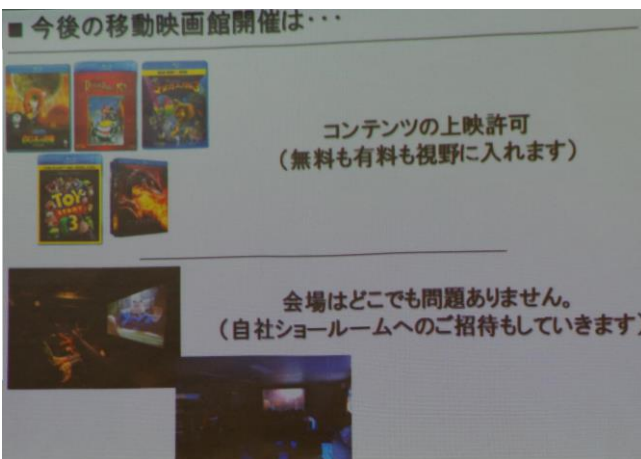 ■ 今後の移動映画館開催は・・・
コンテンツの上映許可
（無料も有料も視野に入れます）
TOY
STORY
3
会場はどこでも問題ありません。
（自社ショールームへのご招待もしていきます）